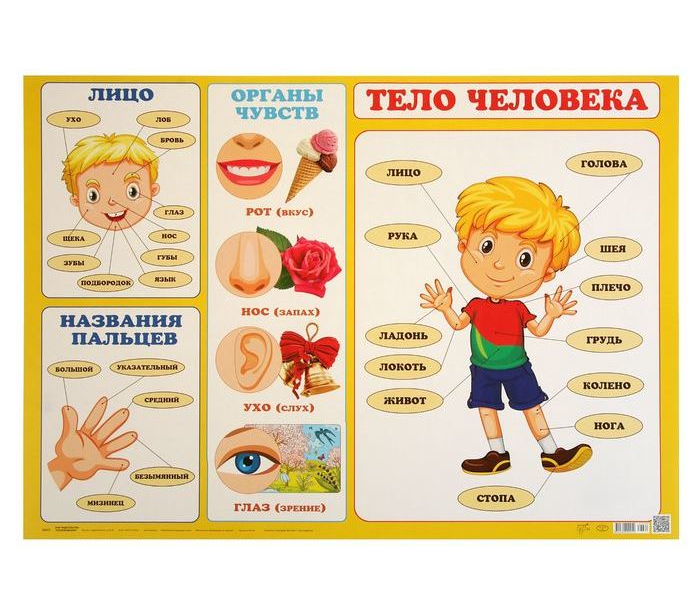 ЛИЦО
УХО
ЛОБ
БРОВЬ
ГЛАЗ
НОС
ЩЕКА
ГУБЫ
ЗУБЫ
ЯЗЫК
ПОДБОРОДОК
НАЗВАНИЯ
ПАЛЬЦЕВ
БОЛЬШОЙ
УКАЗАТЕЛЬНЫЙ
СРЕДНИЙ
БЕЗЫМЯННЫЙ
МИЗИНЕЦ
ОРГАНЫ
ЧУВСТВ
РОТ (ВКУС)
НОС (ЗАПАХ)
УХО (СЛУХ)
ГЛАЗ (ЗРЕНИЕ)
ТЕЛО ЧЕЛОВЕКА
ЛИЦО
ГОЛОВА
РУКА
ШЕЯ
ПЛЕЧО
ЛАДОНЬ
ГРУДЬ
ЛОКОТЬ
КОЛЕНО
ЖИВОТ
НОГА
СТОПА